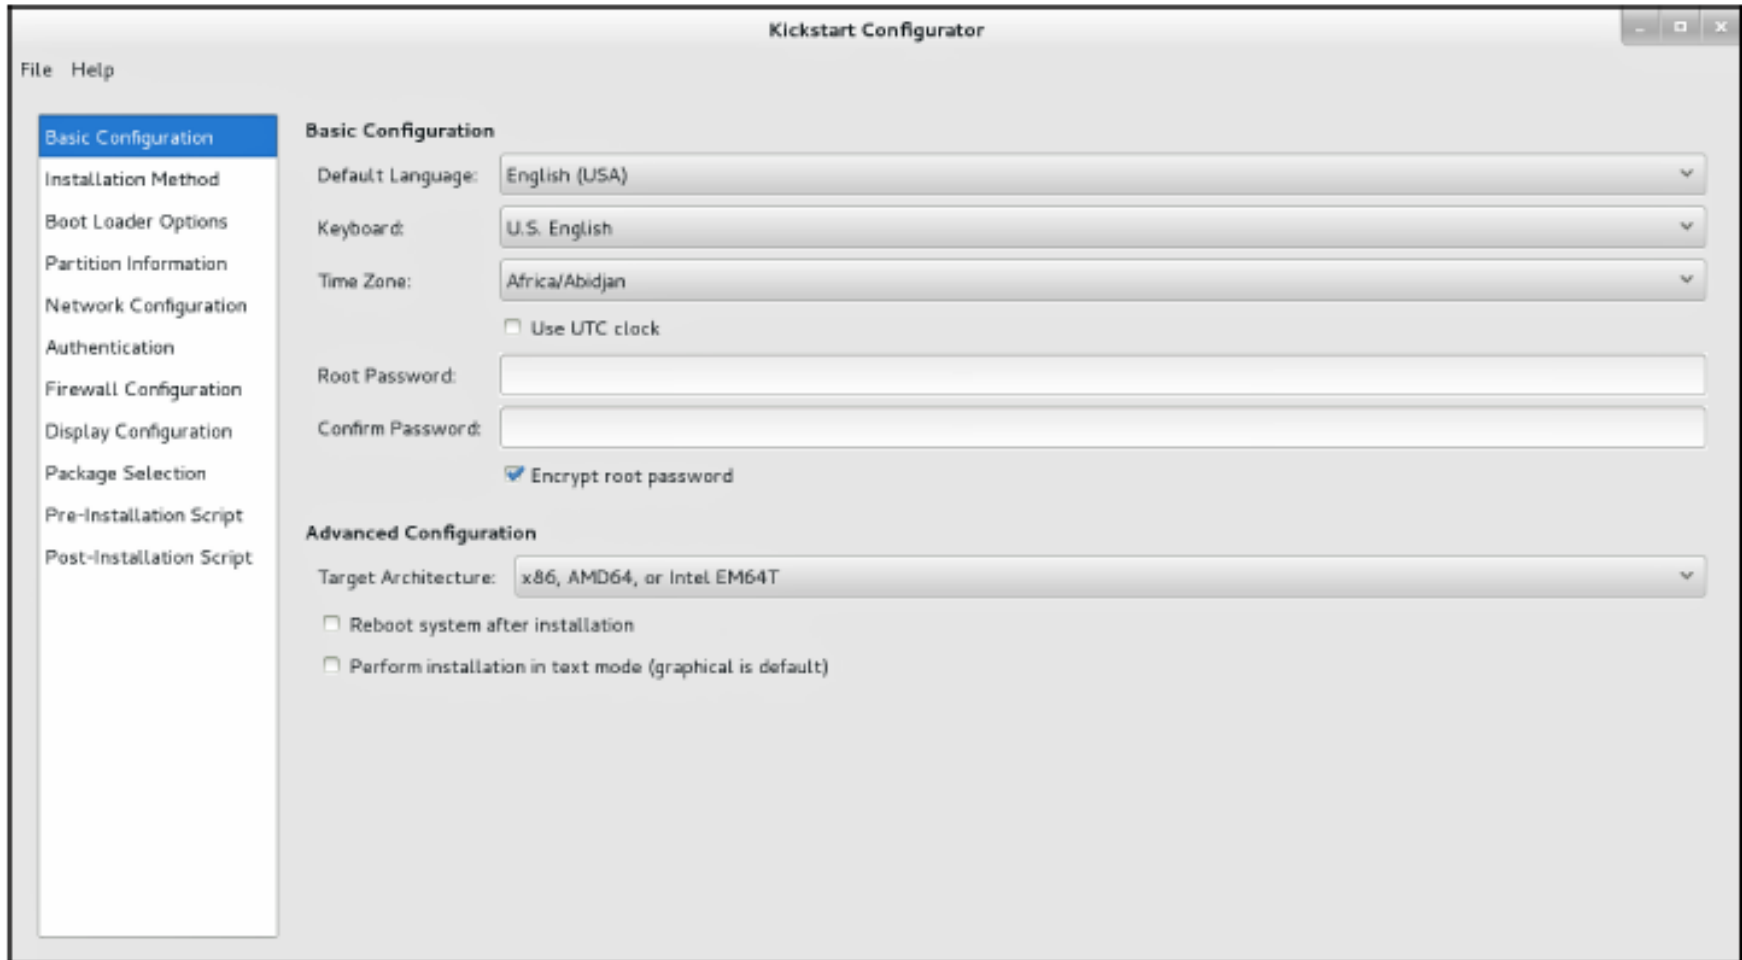 Kickstart Configurator
File Help
Basic Configuration
Installation Method
Boot Loader Options
Partition Information
Network Configuration
Authentication
Firewall Configuration
Display Configuration
Package Selection
Pre-Installation Script
Post-Installation Script
Basic Configuration
Default Language: English (USA)
Keyboard: U.S. English
Time Zone: Africa/Abidjan
Use UTC clock
Root Password:
Confirm Password:
Encrypt root password
Advanced Configuration
Target Architecture: x86, AMD64, or Intel EM64T
Reboot system after installation
Perform installation in text mode (graphical is default)